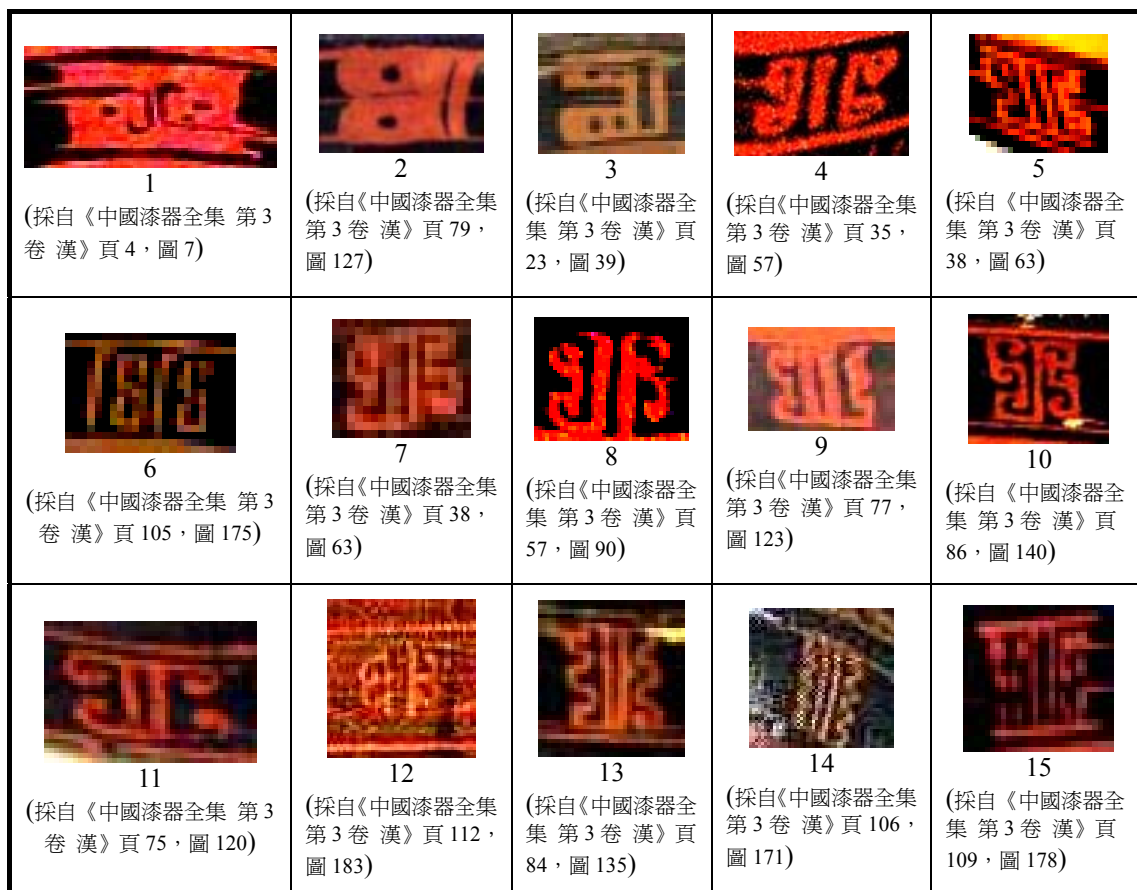 1
(採自《中國漆器全集 第3
卷 漢》頁4，圖7)
2
(採自《中國漆器全集
第3卷 漢》頁79，
圖127)
3
(採自《中國漆器全
集 第3卷 漢》頁
23，圖39)
4
(採自《中國漆器全集
第3卷 漢》頁35，
圖57)
5
(採自《中國漆器全
集 第3卷 漢》頁
38，圖63)
6
(採自《中國漆器全集 第3
卷 漢》頁105，圖175)
7
(採自《中國漆器全集
第3卷 漢》頁38，
圖63)
8
(採自《中國漆器全
集 第3卷 漢》頁
57，圖90)
9
(採自《中國漆器全集
第3卷 漢》頁77，
圖123)
10
(採自《中國漆器全
集 第3卷 漢》頁
86，圖140)
11
(採自《中國漆器全集 第3
卷 漢》頁75，圖120)
12
(採自《中國漆器全集
第3卷 漢》頁112，
圖183)
13
(採自《中國漆器全
集 第3卷 漢》頁
84，圖135)
14
(採自《中國漆器全集
第3卷 漢》頁106，
圖171)
15
(採自《中國漆器全
集 第3卷 漢》頁
109，圖178)